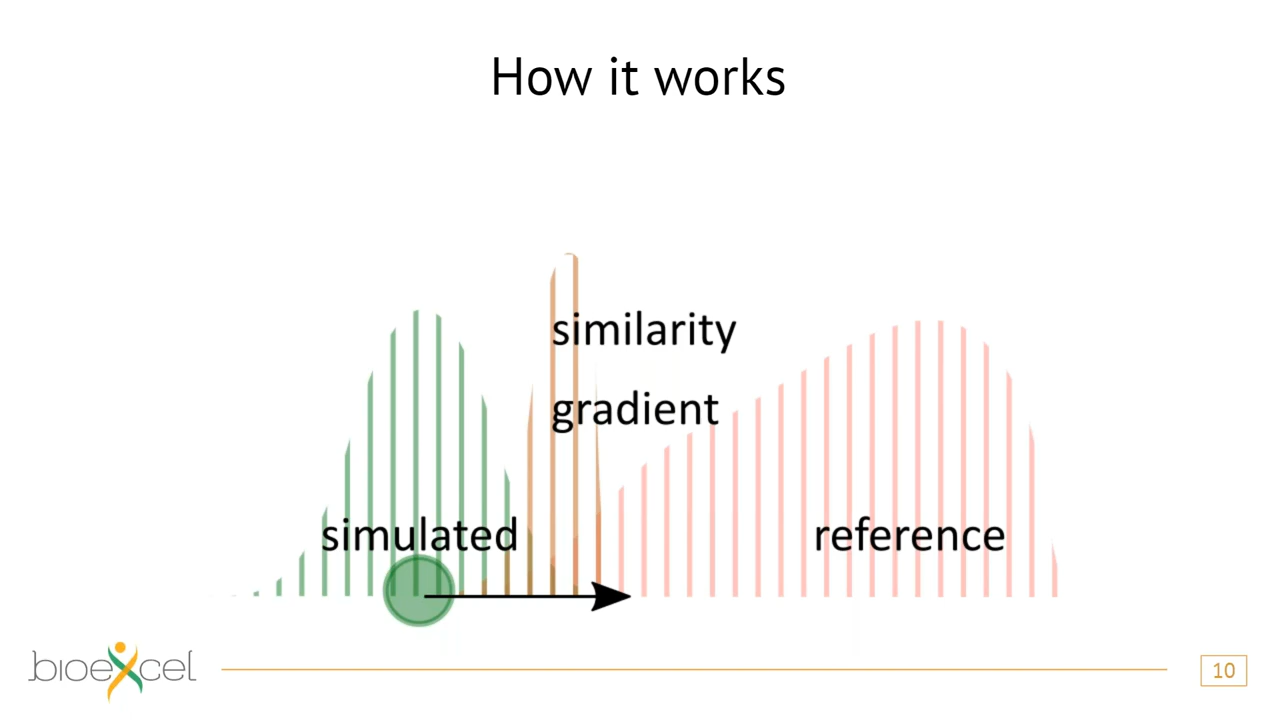 How it works
similarity
gradient
simulated
reference
bioexcel
10